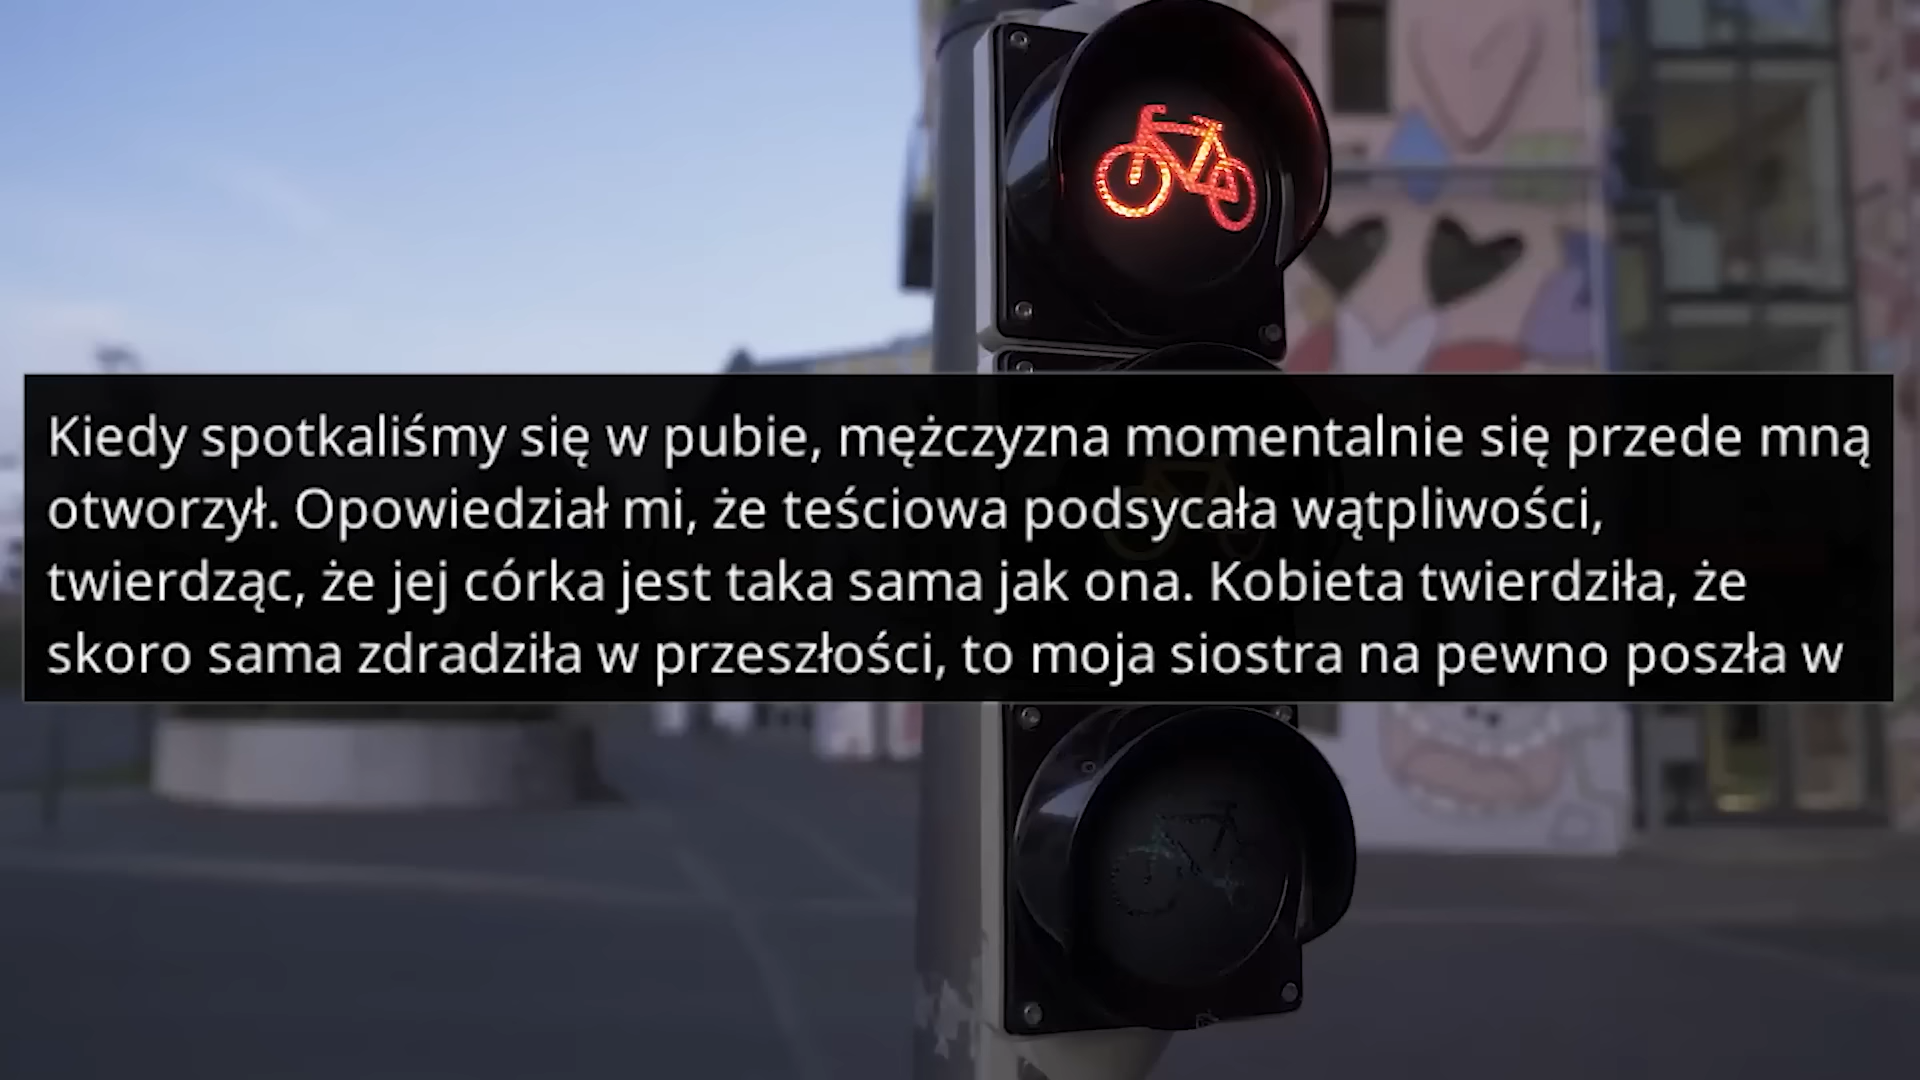 Kiedy spotkaliśmy się w pubie, mężczyzna momentalnie się przede mną
otworzył. Opowiedział mi, że teściowa podsycała wątpliwości,
twierdząc, że jej córka jest taka sama jak ona. Kobieta twierdziła, że
skoro sama zdradziła w przeszłości, to moja siostra na pewno poszła w